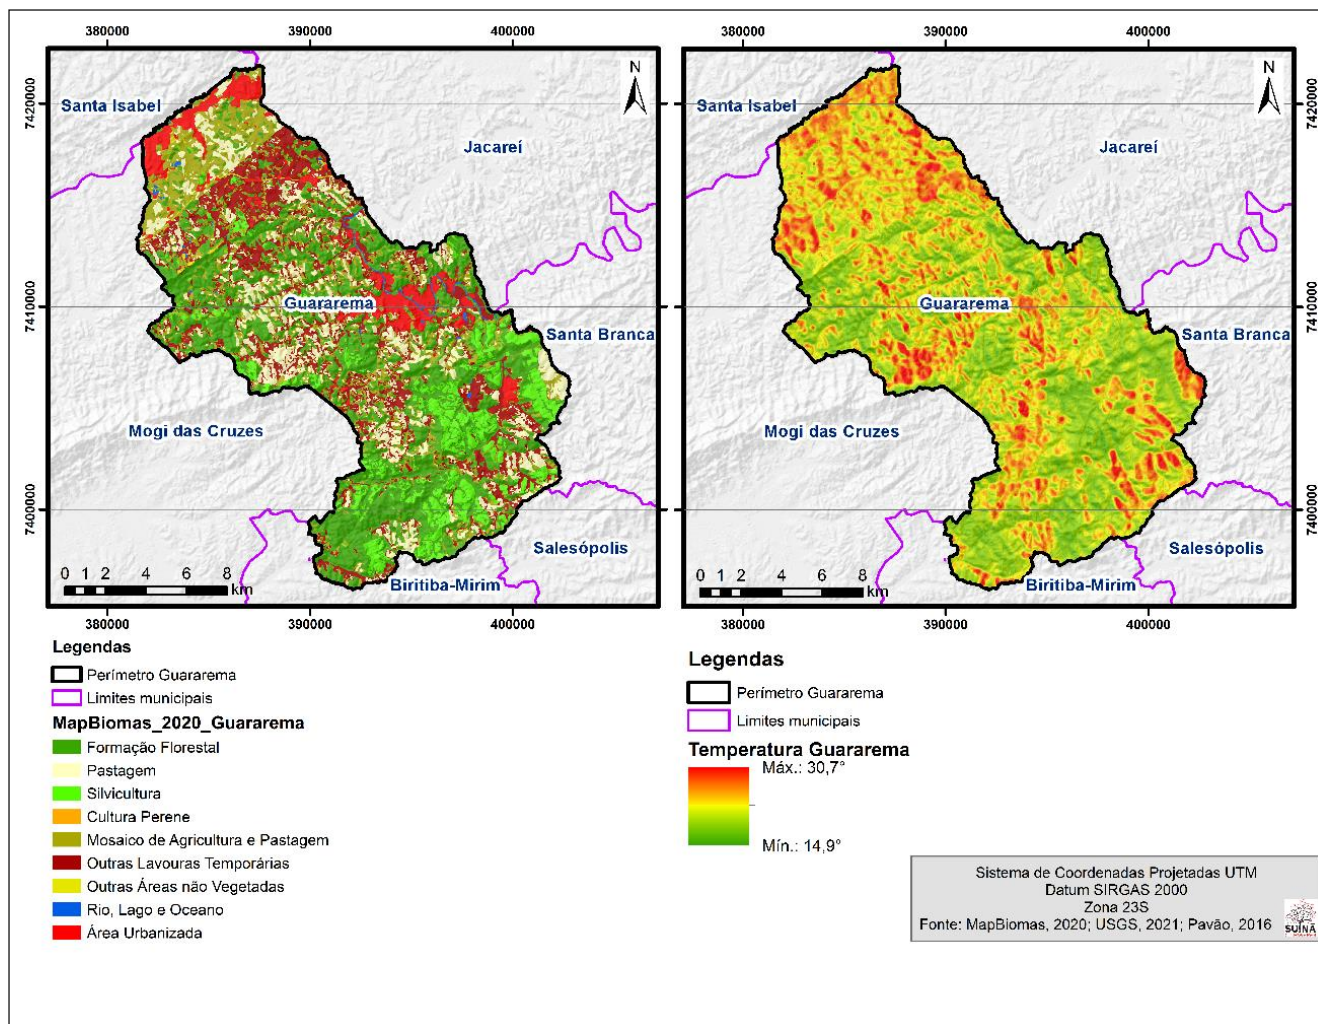 380000
390000
400000
7420000
7410000
7400000
N
Santa Isabel
Jacareí
Guararema
Santa Branca
Mogi das Cruzes
Salesópolis
Biritiba-Mirim
0 1 2 4 6 8
km
380000
390000
400000
380000
390000
400000
7420000
7410000
7400000
N
Santa Isabel
Jacareí
Guararema
Santa Branca
Mogi das Cruzes
Salesópolis
Biritiba-Mirim
0 1 2 4 6 8
km
380000
390000
400000
Legendas
Perímetro Guararema
Limites municipais
MapBiomas_2020_Guararema
Formação Florestal
Pastagem
Silvicultura
Cultura Perene
Mosaico de Agricultura e Pastagem
Outras Lavouras Temporárias
Outras Áreas não Vegetadas
Rio, Lago e Oceano
Área Urbanizada
Legendas
Perímetro Guararema
Limites municipais
Temperatura Guararema
Máx.: 30,7°
Mín.: 14,9°
Sistema de Coordenadas Projetadas UTM
Datum SIRGAS 2000
Zona 23S
Fonte: MapBiomas, 2020; USGS, 2021; Pavão, 2016
SUINÃ